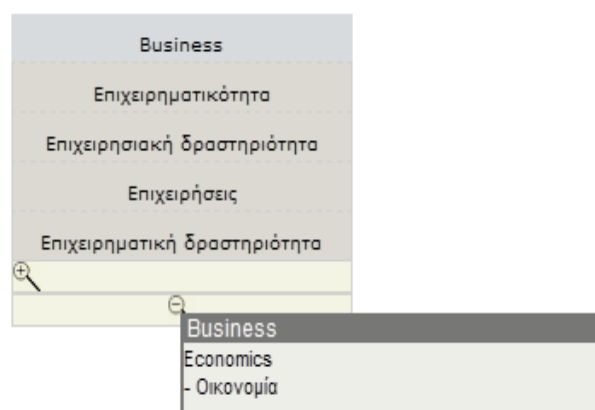 Business
Επιχειρηματικότητα
Επιχειρησιακή δραστηριότητα
Επιχειρήσεις
Επιχειρηματική δραστηριότητα
Business
Economics
- Οικονομία